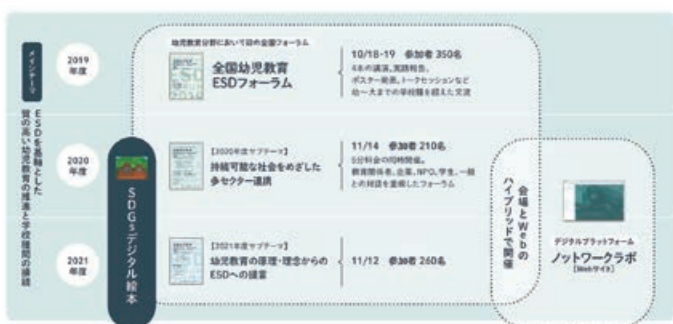 メインテーマ
ESDを基軸とした
質の高い幼児教育の推進と学校種間の接続
2019
年度
幼児教育分野において初の全国フォーラム
全国幼児教育
ESDフォーラム
10/18-19 参加者 350名
4本の講演、実践報告、
ポスター発表、トークセッションなど
幼〜大までの学校種を超えた交流
2020
年度
【2020年度サブテーマ】
持続可能な社会をめざした
多セクター連携
11/14 参加者 210名
5分科会の同時開催。
教育関係者、企業、NPO、学生、一般
との対話を重視したフォーラム
2021
年度
【2021年度サブテーマ】
幼児教育の原理・理念からの
ESDへの提言
11/12 参加者 260名
SDGsデジタル絵本
会場とWebの
ハイブリッドで開催
デジタルプラットフォーム
ノットワークラボ
[Webサイト]